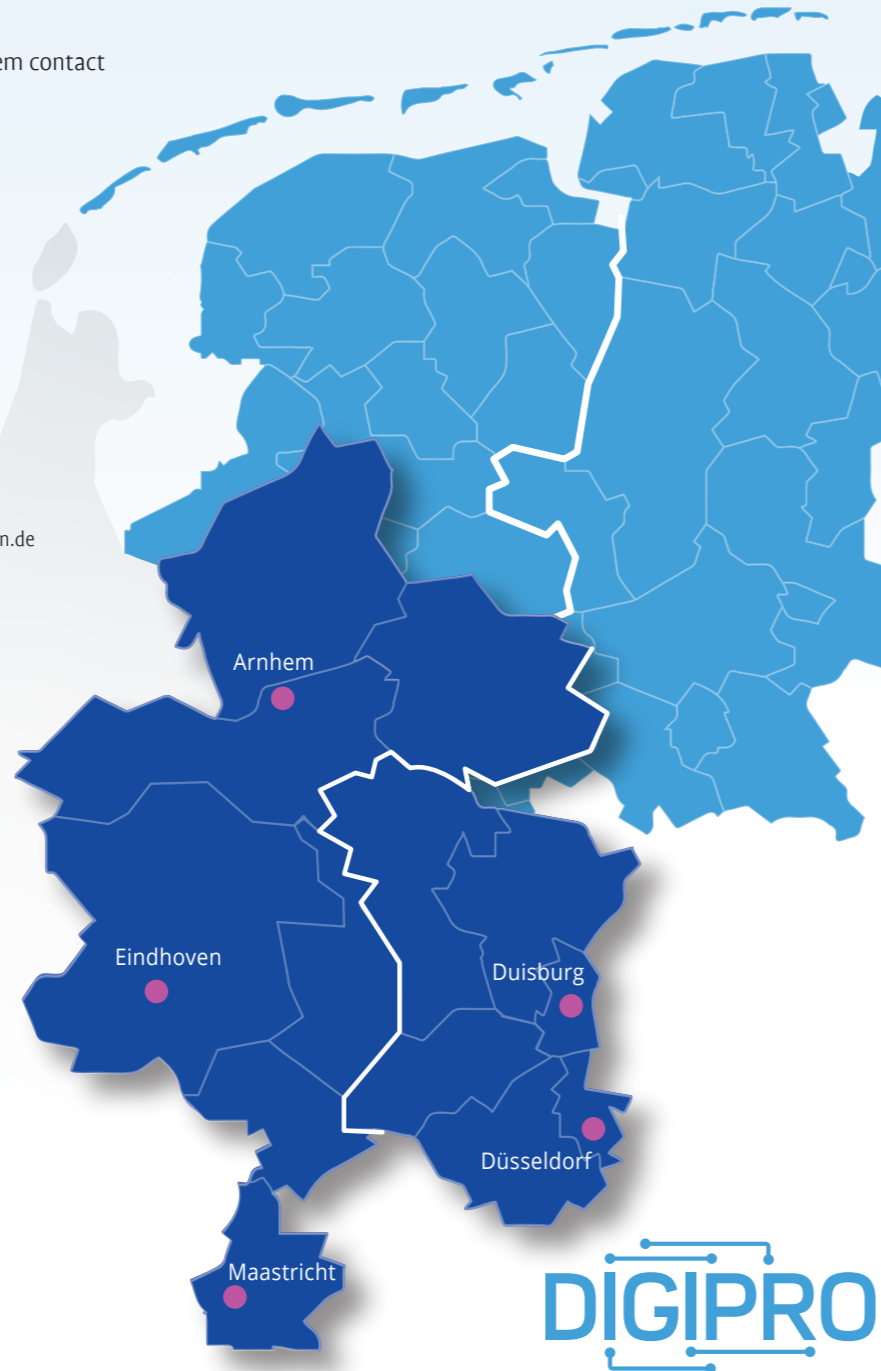 em contact
n.de
Arnhem
Eindhoven
Duisburg
Düsseldorf
Maastricht
DIGIPRO